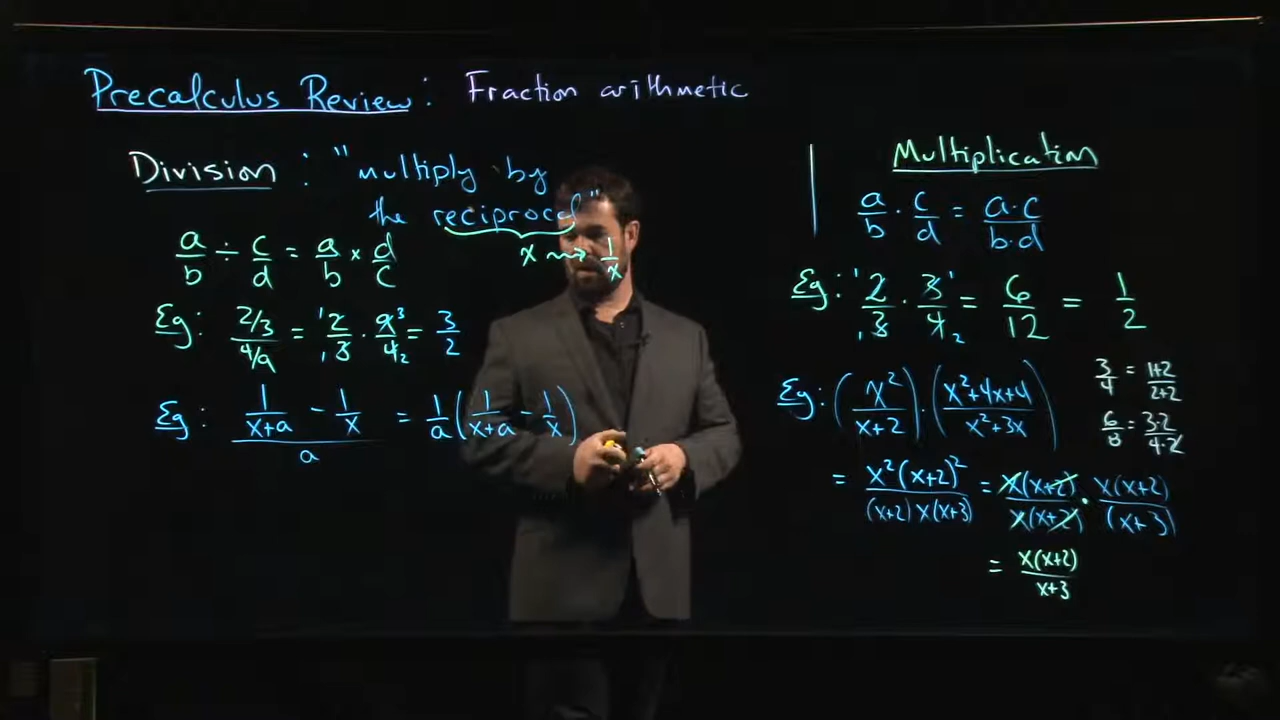 Precalculus Review: Fraction arithmetic
Division: "multiply by
the reciprocal"
x ⇝ 1/x
a/b ÷ c/d = a/b × d/c
Eg: (2/3)/(4/9) = 2/3 · 9/4 = 3/2
Eg: (1/(x+a) - 1/x)/a = 1/a (1/(x+a) - 1/x)
Multiplication
a/b · c/d = a·c/b·d
Eg: 2/3 · 3/4 = 6/12 = 1/2
Eg: (x²/(x+2)) · ((x²+4x+4)/(x²+3x))
= x²(x+2)²/((x+2)x(x+3)) = x(x+2)/x(x+2) · x(x+2)/(x+3)
= x(x+2)/(x+3)
3/4 = (1+2)/(2+2)
6/8 = 3·2/4·2